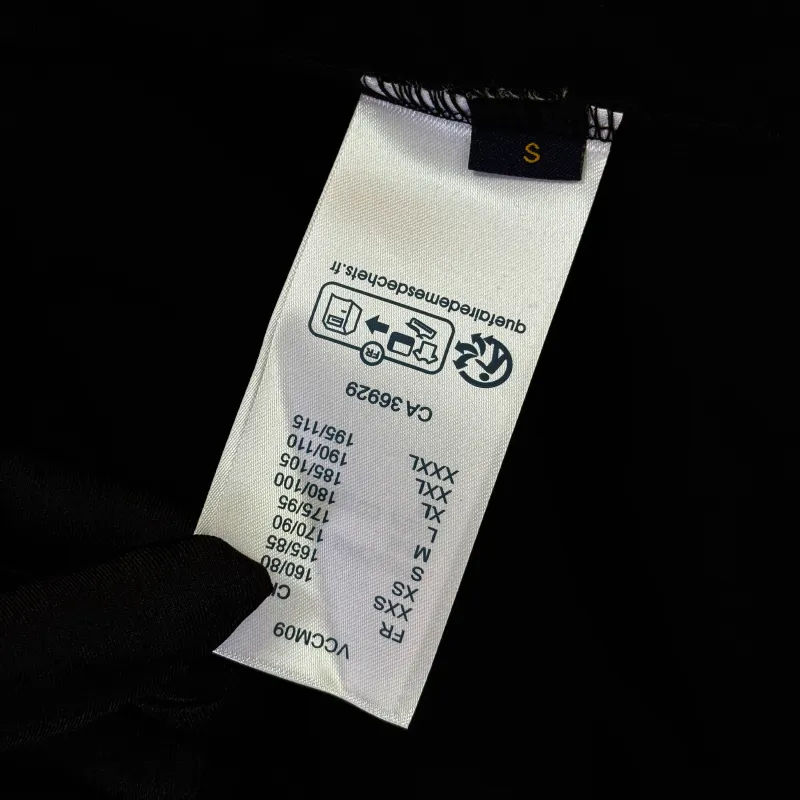 VCCM09
FR
XXS 160/80
XS 165/85
S 170/90
M 175/95
L 180/100
XL 185/105
XXL 190/110
XXXL 195/115
CA 36929
FR
quefairedemesdechets.fr
S